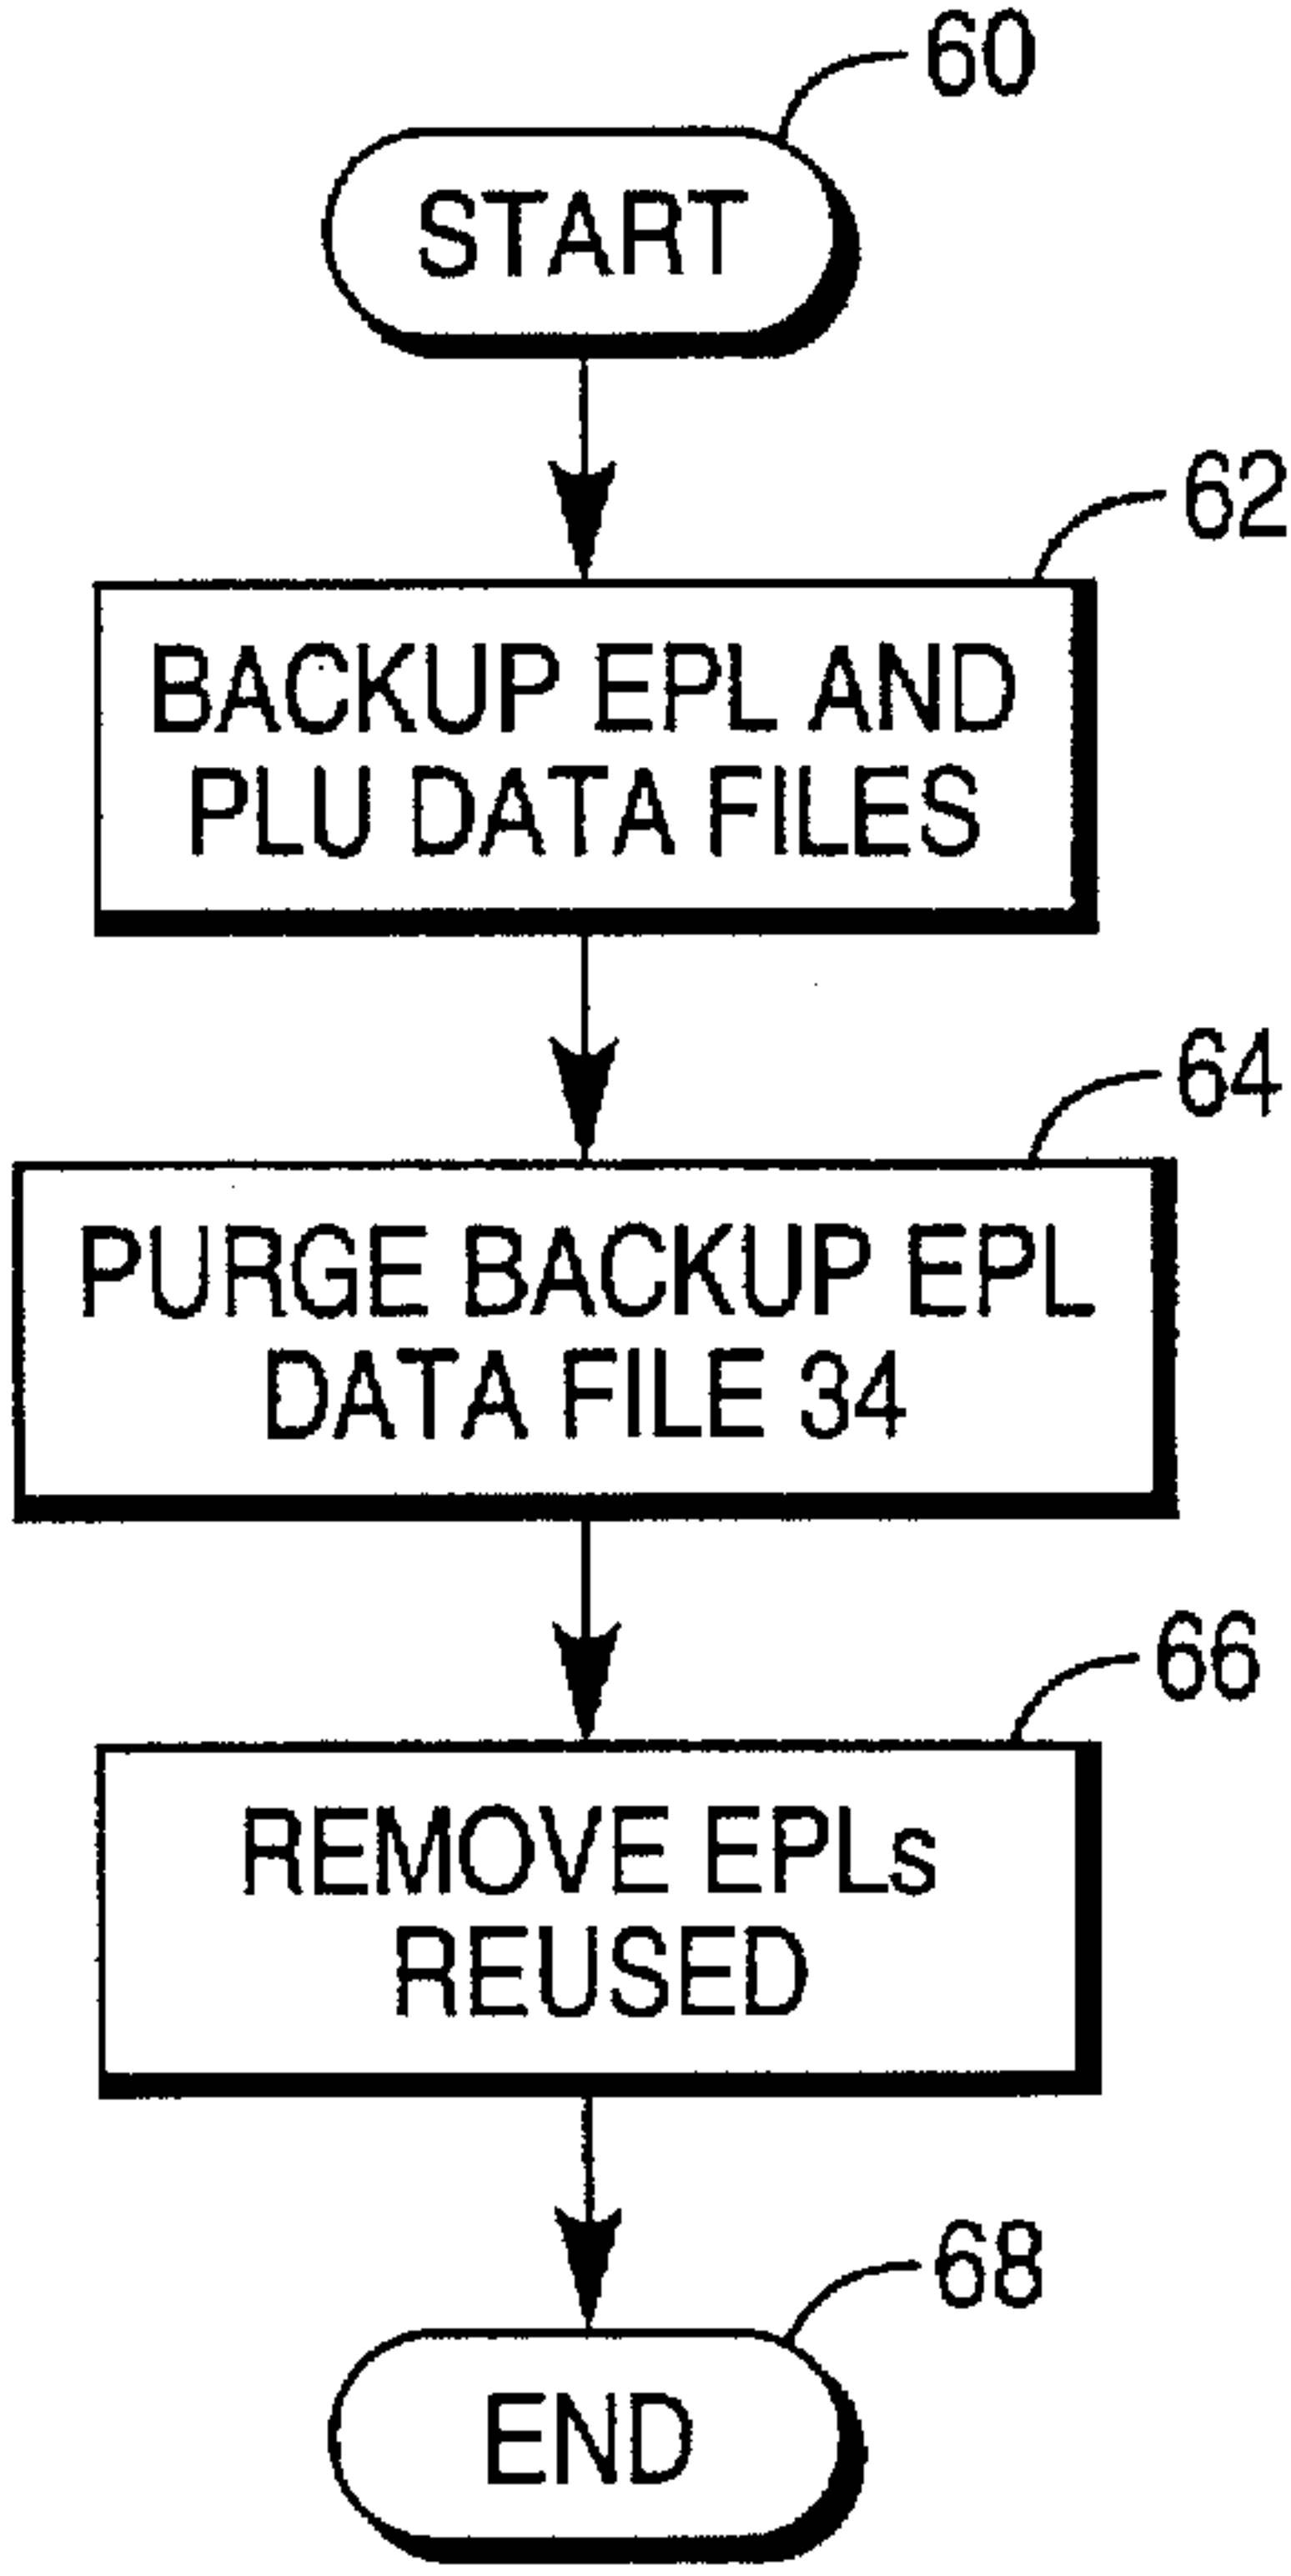 60
START
62
BACKUP EPL AND
PLU DATA FILES
64
PURGE BACKUP EPL
DATA FILE 34
66
REMOVE EPLs
REUSED
68
END